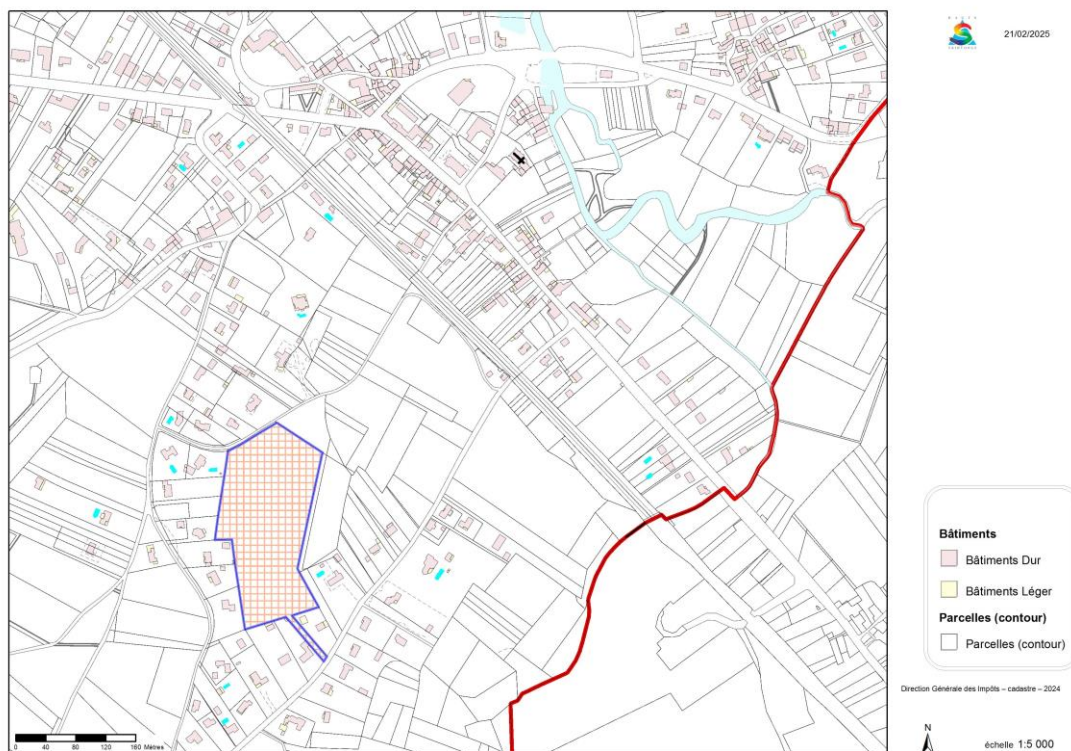 SAINTONGE
21/02/2025
Bâtiments
Bâtiments Dur
Bâtiments Léger
Parcelles (contour)
Parcelles (contour)
Direction Générale des Impôts – cadastre – 2024
N
échelle 1:5 000
0 40 80 120 160 Mètres